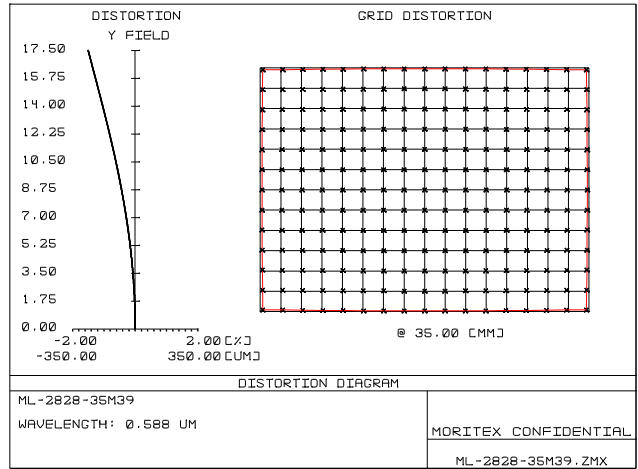 DISTORTION
Y FIELD
17.50
15.75
14.00
12.25
10.50
8.75
7.00
5.25
3.50
1.75
0.00
-2.00 2.00[%]
-350.00 350.00[UM]
GRID DISTORTION
@ 35.00 [MM]
DISTORTION DIAGRAM
ML-2828-35M39
WAVELENGTH: 0.588 UM
MORITEX CONFIDENTIAL
ML-2828-35M39.ZMX